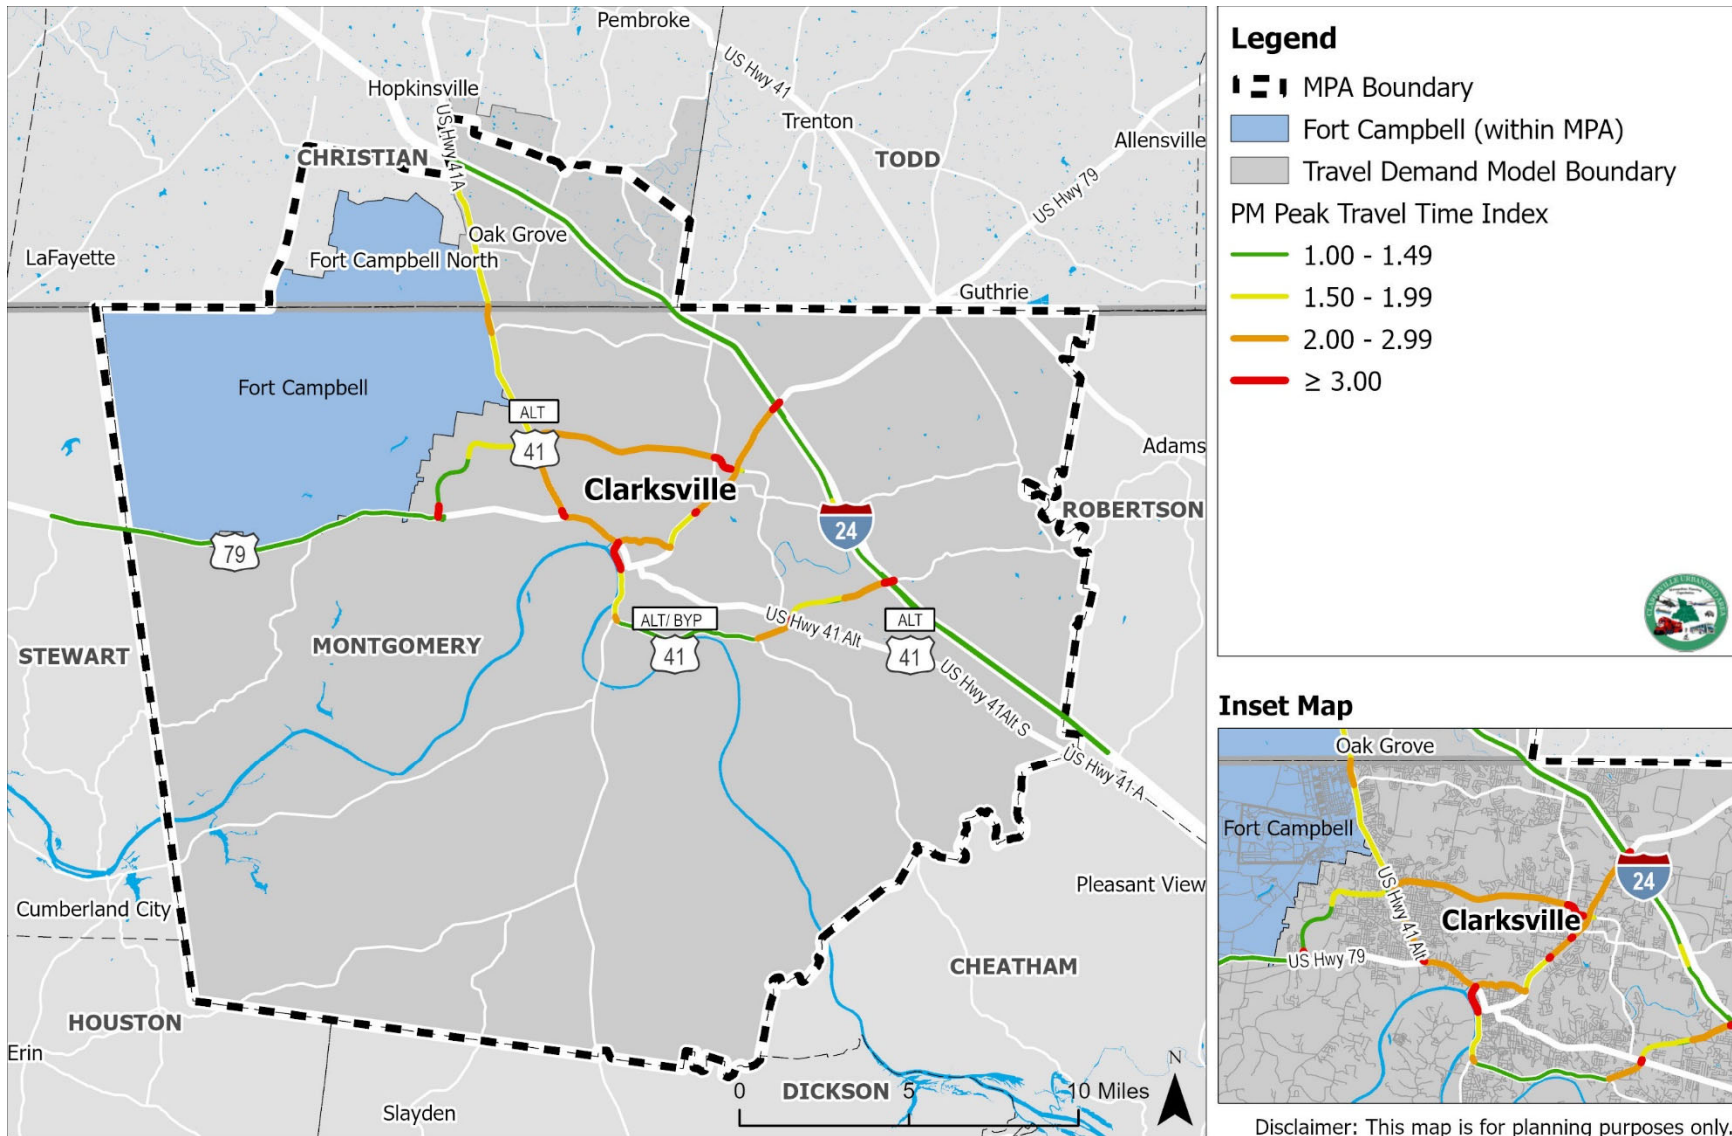 Pembroke
Hopkinsville
US Hwy 41
Trenton
Allensville
CHRISTIAN
US Hwy 41A
TODD
US Hwy 79
LaFayette
Oak Grove
Fort Campbell North
Guthrie
Fort Campbell
ALT
41
Adams
Clarksville
ROBERTSON
24
79
US Hwy 41 Alt
ALT/ BYP
41
ALT
41
STEWART
MONTGOMERY
US Hwy 41Alt S
US Hwy 41 A
Pleasant View
Cumberland City
CHEATHAM
HOUSTON
Erin
N
DICKSON
0
5
10 Miles
Slayden
Legend
MPA Boundary
Fort Campbell (within MPA)
Travel Demand Model Boundary
PM Peak Travel Time Index
1.00 - 1.49
1.50 - 1.99
2.00 - 2.99
≥ 3.00
Inset Map
Oak Grove
Fort Campbell
US Hwy 41 Alt
24
Clarksville
US Hwy 79
Disclaimer: This map is for planning purposes only.